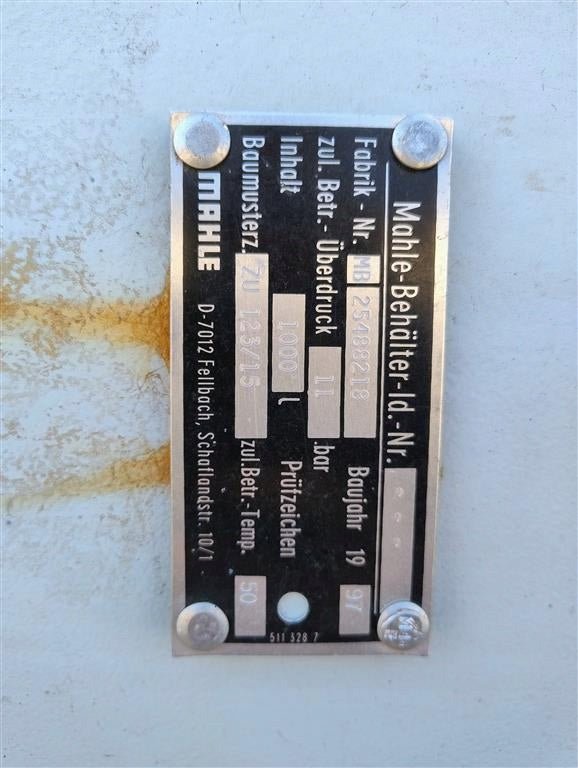 Mahle-Behälter-Id.-Nr. * * *
Fabrik-Nr. MB 25488218 Baujahr 19 97
zul. Betr.-Überdruck 11 .bar
Inhalt 1000 l Prüfzeichen
Baumusterz. ZU 123/15 zul.Betr.-Temp. 50
MAHLE D-7012 Fellbach, Schaflandstr. 10/1
511 328 7